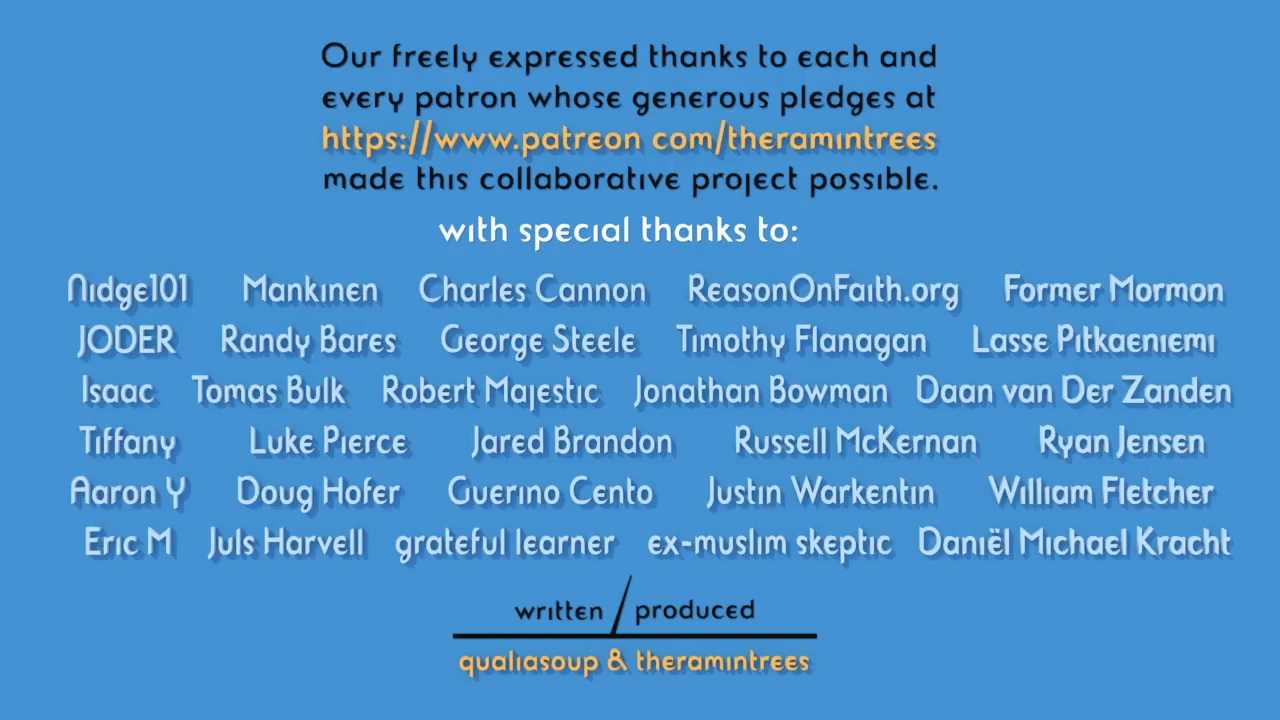 Our freely expressed thanks to each and
every patron whose generous pledges at
https://www.patreon com/theramintrees
made this collaborative project possible.
with special thanks to:
Nidge101 Mankinen Charles Cannon ReasonOnFaith.org Former Mormon
JODER Randy Bares George Steele Timothy Flanagan Lasse Pitkaeniemi
Isaac Tomas Bulk Robert Majestic Jonathan Bowman Daan van Der Zanden
Tiffany Luke Pierce Jared Brandon Russell McKernan Ryan Jensen
Aaron Y Doug Hofer Guerino Cento Justin Warkentin William Fletcher
Eric M Juls Harvell grateful learner ex-muslim skeptic Daniël Michael Kracht
written / produced
qualiasoup & theramintrees